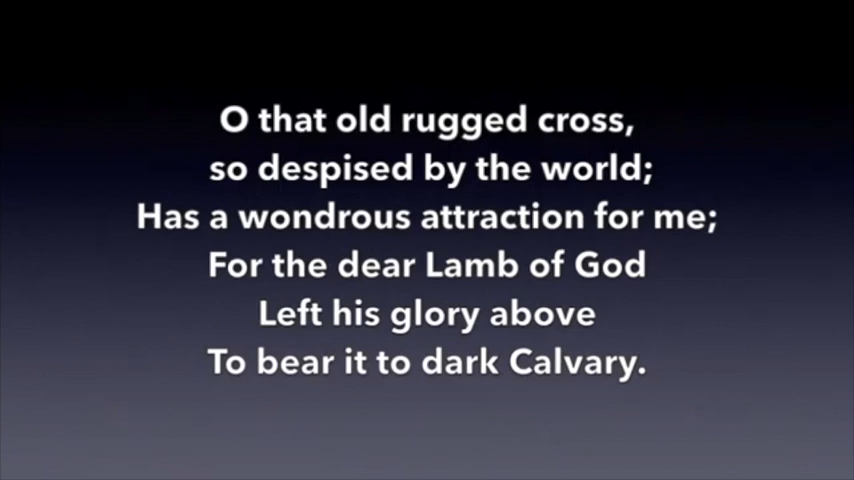 O that old rugged cross,
so despised by the world;
Has a wondrous attraction for me;
For the dear Lamb of God
Left his glory above
To bear it to dark Calvary.